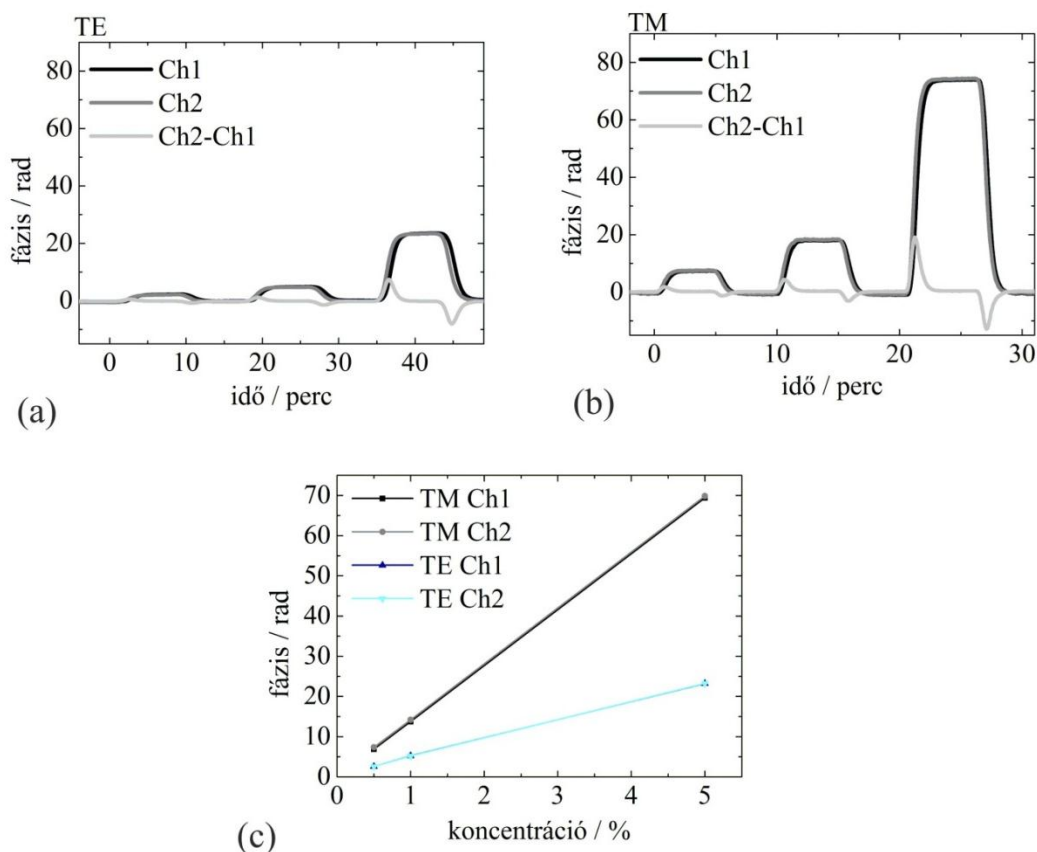 TE
Ch1
Ch2
Ch2-Ch1
80
60
40
20
0
fázis / rad
0 10 20 30 40
idő / perc
(a)
TM
Ch1
Ch2
Ch2-Ch1
80
60
40
20
0
fázis / rad
0 10 20 30
idő / perc
(b)
TM Ch1
TM Ch2
TE Ch1
TE Ch2
70
60
50
40
30
20
10
0
fázis / rad
0 1 2 3 4 5
koncentráció / %
(c)